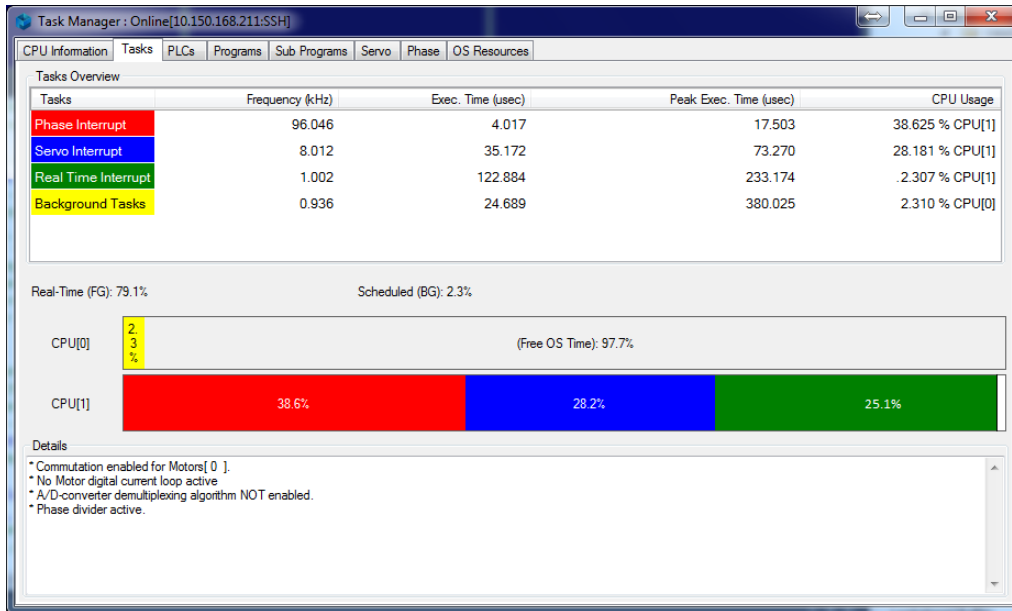 Task Manager : Online[10.150.168.211:SSH]
CPU Information Tasks PLCs Programs Sub Programs Servo Phase OS Resources
Tasks Overview
Tasks Frequency (kHz) Exec. Time (usec) Peak Exec. Time (usec) CPU Usage
Phase Interrupt 96.046 4.017 17.503 38.625 % CPU[1]
Servo Interrupt 8.012 35.172 73.270 28.181 % CPU[1]
Real Time Interrupt 1.002 122.884 233.174 .2.307 % CPU[1]
Background Tasks 0.936 24.689 380.025 2.310 % CPU[0]
Real-Time (FG): 79.1% Scheduled (BG): 2.3%
CPU[0] 2.3% (Free OS Time): 97.7%
CPU[1] 38.6% 28.2% 25.1%
Details
* Commutation enabled for Motors[ 0 ].
* No Motor digital current loop active
* A/D-converter demultiplexing algorithm NOT enabled.
* Phase divider active.